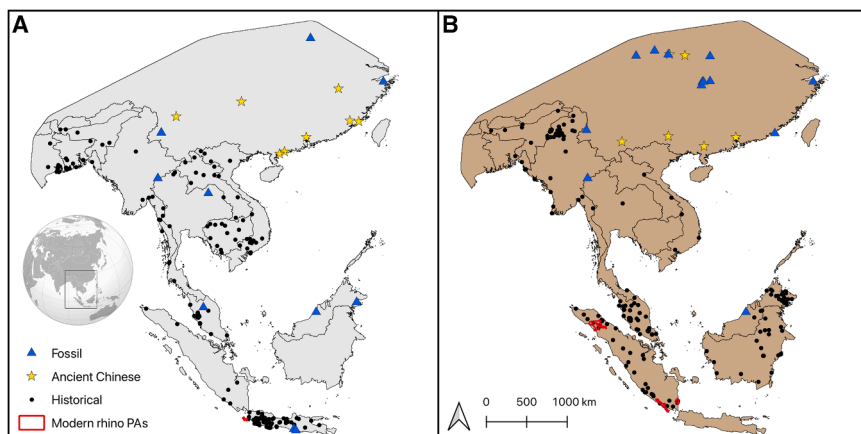 A
B
Fossil
Ancient Chinese
Historical
Modern rhino PAs
0 500 1000 km